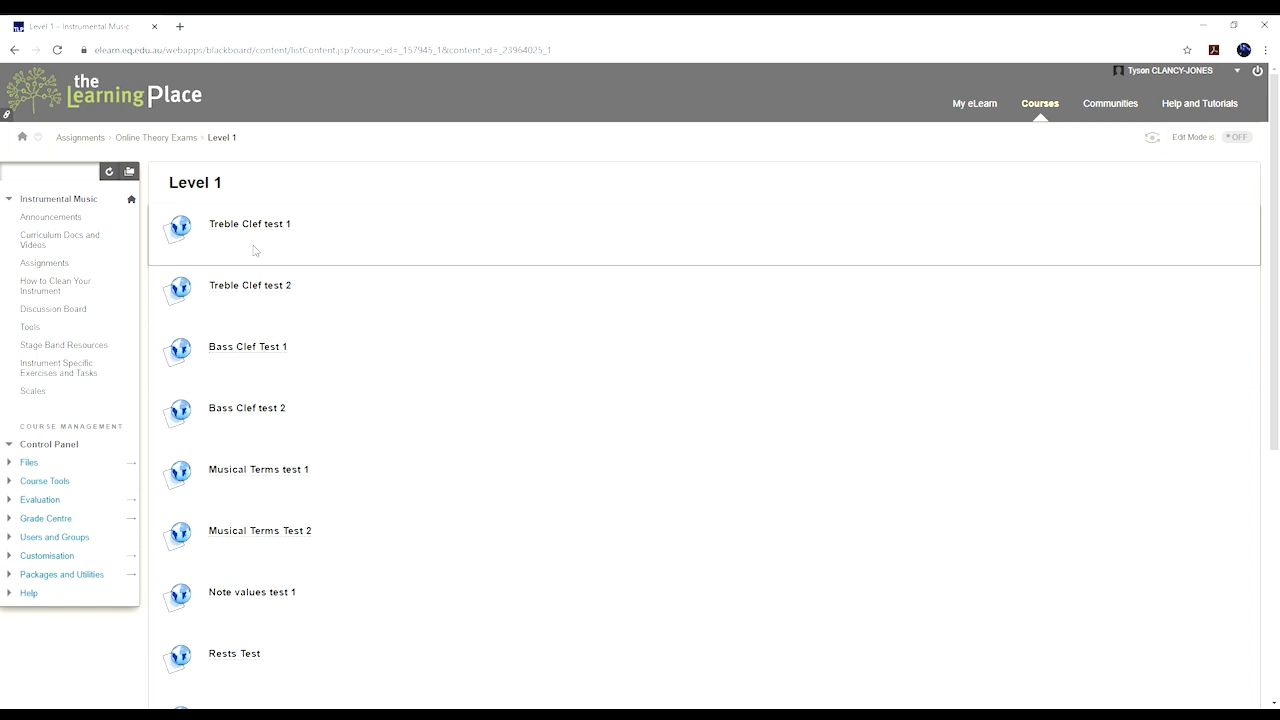 Level 1 – Instrumental Music
elearn.eq.edu.au/webapps/blackboard/content/listContent.jsp?course_id=_157945_1&content_id=_23964025_1
the
Learning Place
Tyson CLANCY-JONES
My eLearn
Courses
Communities
Help and Tutorials
Assignments
Online Theory Exams
Level 1
Edit Mode is:
OFF
Instrumental Music
Announcements
Curriculum Docs and
Videos
Assignments
How to Clean Your
Instrument
Discussion Board
Tools
Stage Band Resources
Instrument Specific
Exercises and Tasks
Scales
COURSE MANAGEMENT
Control Panel
Files
Course Tools
Evaluation
Grade Centre
Users and Groups
Customisation
Packages and Utilities
Help
Level 1
Treble Clef test 1
Treble Clef test 2
Bass Clef Test 1
Bass Clef test 2
Musical Terms test 1
Musical Terms Test 2
Note values test 1
Rests Test